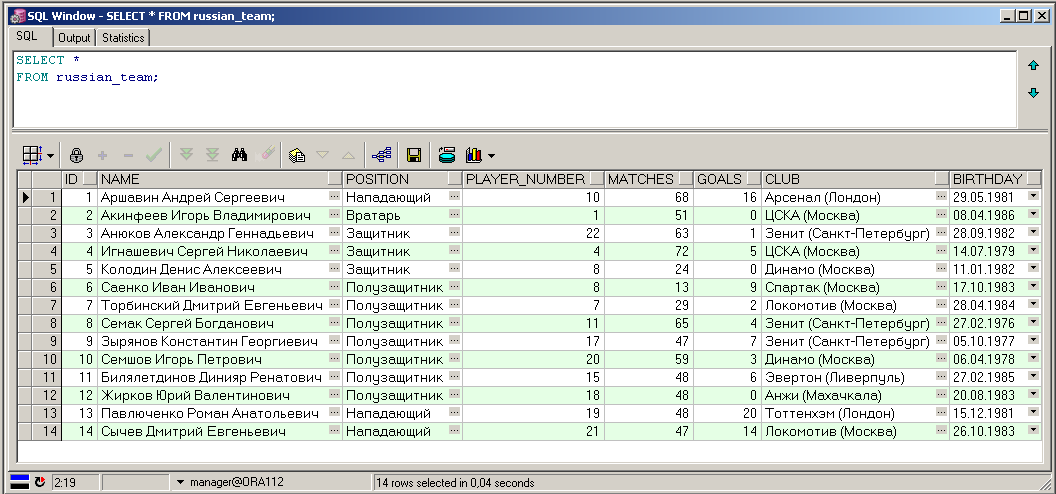 SQL Window - SELECT * FROM russian_team;
SQL Output Statistics
SELECT *
FROM russian_team;
ID NAME POSITION PLAYER_NUMBER MATCHES GOALS CLUB BIRTHDAY
1 1 Аршавин Андрей Сергеевич Нападающий 10 68 16 Арсенал (Лондон) 29.05.1981
2 2 Акинфеев Игорь Владимирович Вратарь 1 51 0 ЦСКА (Москва) 08.04.1986
3 3 Анюков Александр Геннадьевич Защитник 22 63 1 Зенит (Санкт-Петербург) 28.09.1982
4 4 Игнашевич Сергей Николаевич Защитник 4 72 5 ЦСКА (Москва) 14.07.1979
5 5 Колодин Денис Алексеевич Защитник 8 24 0 Динамо (Москва) 11.01.1982
6 6 Саенко Иван Иванович Полузащитник 8 13 9 Спартак (Москва) 17.10.1983
7 7 Торбинский Дмитрий Евгеньевич Полузащитник 7 29 2 Локомотив (Москва) 28.04.1984
8 8 Семак Сергей Богданович Полузащитник 11 65 4 Зенит (Санкт-Петербург) 27.02.1976
9 9 Зырянов Константин Георгиевич Полузащитник 17 47 7 Зенит (Санкт-Петербург) 05.10.1977
10 10 Семшов Игорь Петрович Полузащитник 20 59 3 Динамо (Москва) 06.04.1978
11 11 Билялетдинов Динияр Ренатович Полузащитник 15 48 6 Эвертон (Ливерпуль) 27.02.1985
12 12 Жирков Юрий Валентинович Полузащитник 18 48 0 Анжи (Махачкала) 20.08.1983
13 13 Павлюченко Роман Анатольевич Нападающий 19 48 20 Тоттенхэм (Лондон) 15.12.1981
14 14 Сычев Дмитрий Евгеньевич Нападающий 21 47 14 Локомотив (Москва) 26.10.1983
2:19 manager@ORA112 14 rows selected in 0,04 seconds